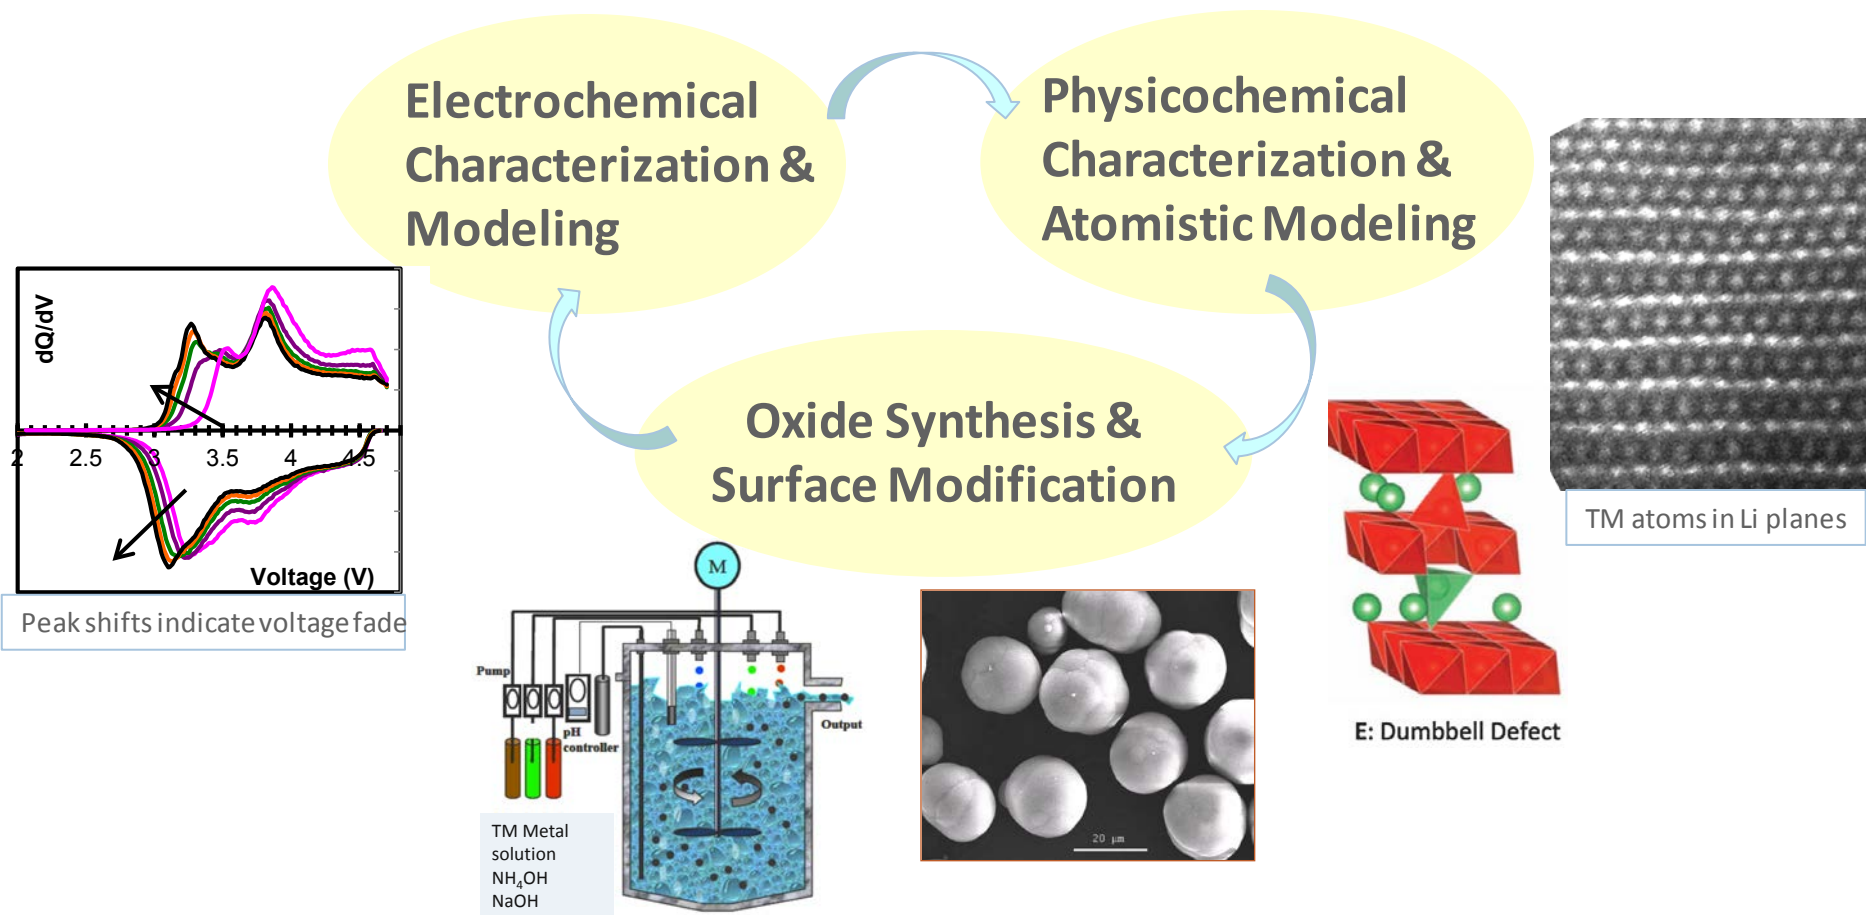 Electrochemical
Characterization &
Modeling
Physicochemical
Characterization &
Atomistic Modeling
Oxide Synthesis &
Surface Modification
dQ/dV
2 2.5 3 3.5 4 4.5
Voltage (V)
Peak shifts indicate voltage fade
TM atoms in Li planes
E: Dumbbell Defect
M
Pump
pH
controller
Output
TM Metal
solution
NH₄OH
NaOH
20 µm